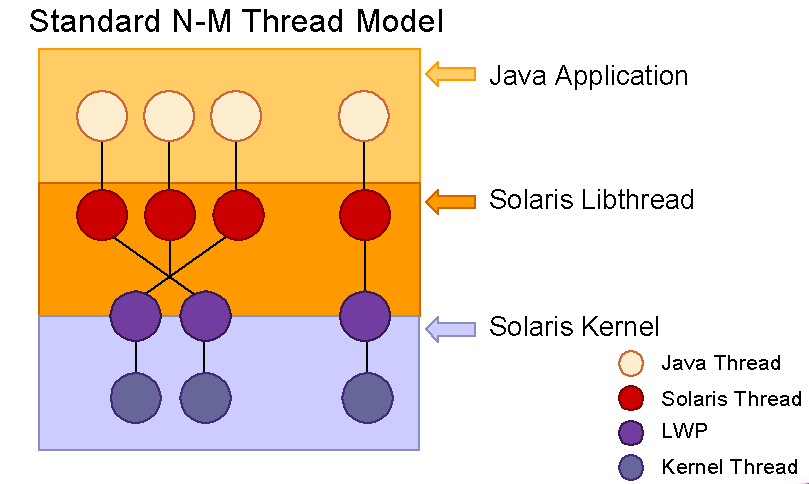 Standard N-M Thread Model
Java Application
Solaris Libthread
Solaris Kernel
Java Thread
Solaris Thread
LWP
Kernel Thread